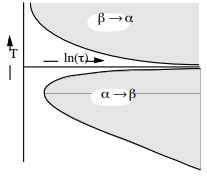 β → α
T
ln(τ)
α → β